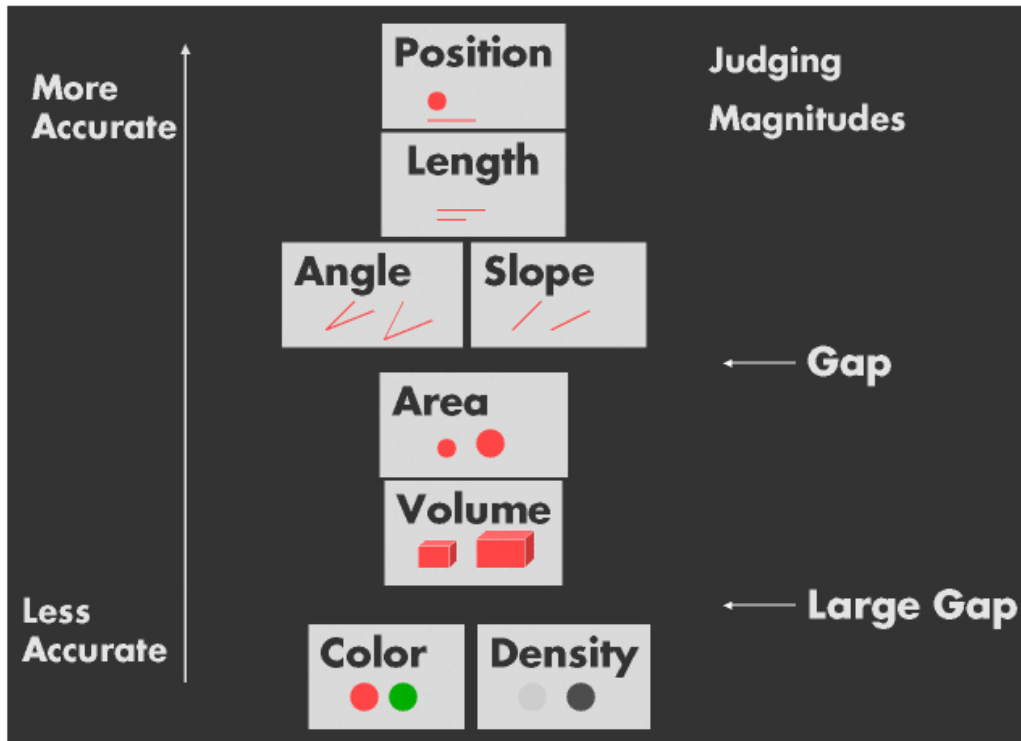 Position
Judging
More
Accurate
Magnitudes
Length
Angle
Slope
Gap
Area
Volume
Less
Accurate
Large Gap
Color
Density